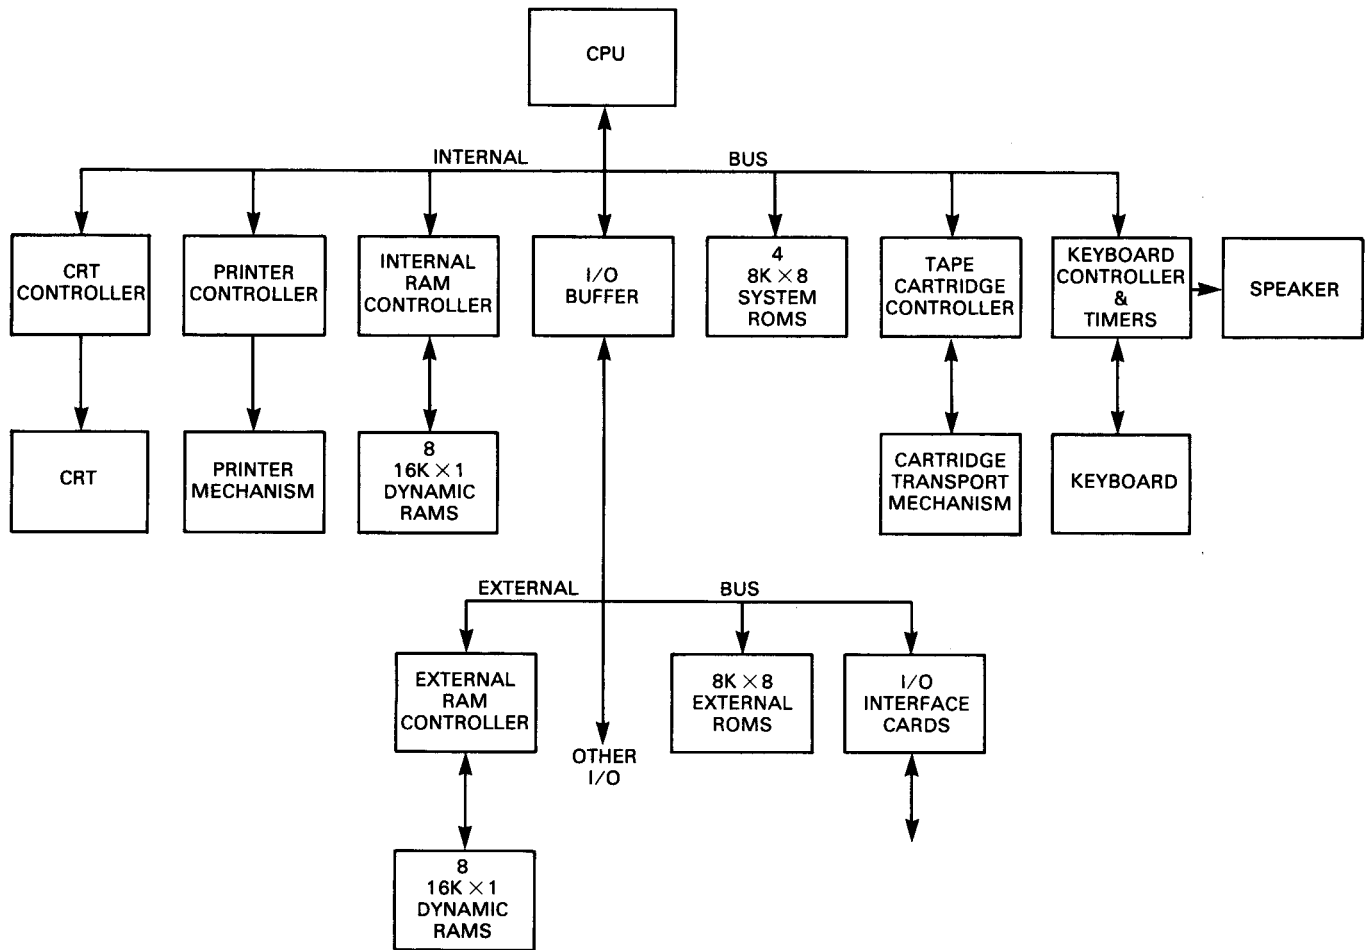 CPU
INTERNAL BUS
CRT
CONTROLLER
PRINTER
CONTROLLER
INTERNAL
RAM
CONTROLLER
I/O
BUFFER
4
8K × 8
SYSTEM
ROMS
TAPE
CARTRIDGE
CONTROLLER
KEYBOARD
CONTROLLER
&
TIMERS
SPEAKER
CRT
PRINTER
MECHANISM
8
16K × 1
DYNAMIC
RAMS
CARTRIDGE
TRANSPORT
MECHANISM
KEYBOARD
EXTERNAL BUS
EXTERNAL
RAM
CONTROLLER
OTHER
I/O
8K × 8
EXTERNAL
ROMS
I/O
INTERFACE
CARDS
8
16K × 1
DYNAMIC
RAMS